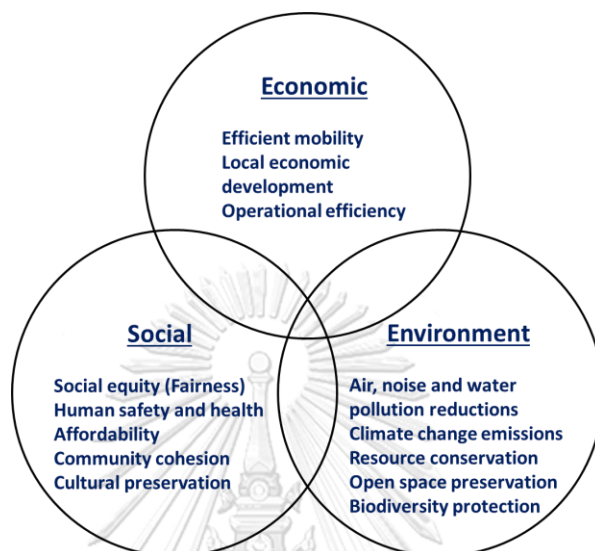 Economic
Efficient mobility
Local economic
development
Operational efficiency
Social
Social equity (Fairness)
Human safety and health
Affordability
Community cohesion
Cultural preservation
Environment
Air, noise and water
pollution reductions
Climate change emissions
Resource conservation
Open space preservation
Biodiversity protection